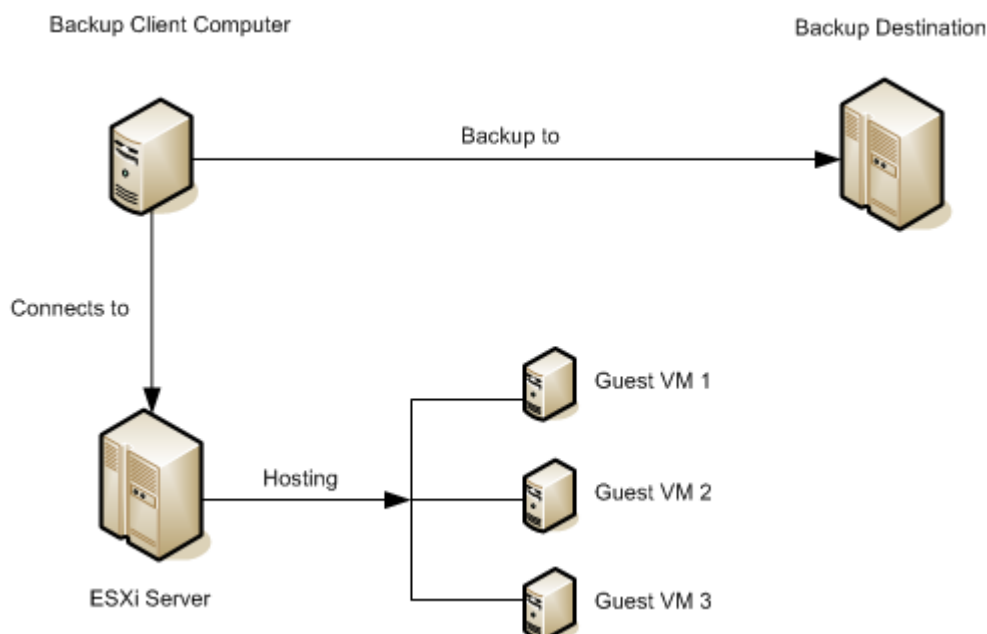 Backup Client Computer
Backup Destination
Backup to
Connects to
Guest VM 1
Hosting
Guest VM 2
ESXi Server
Guest VM 3